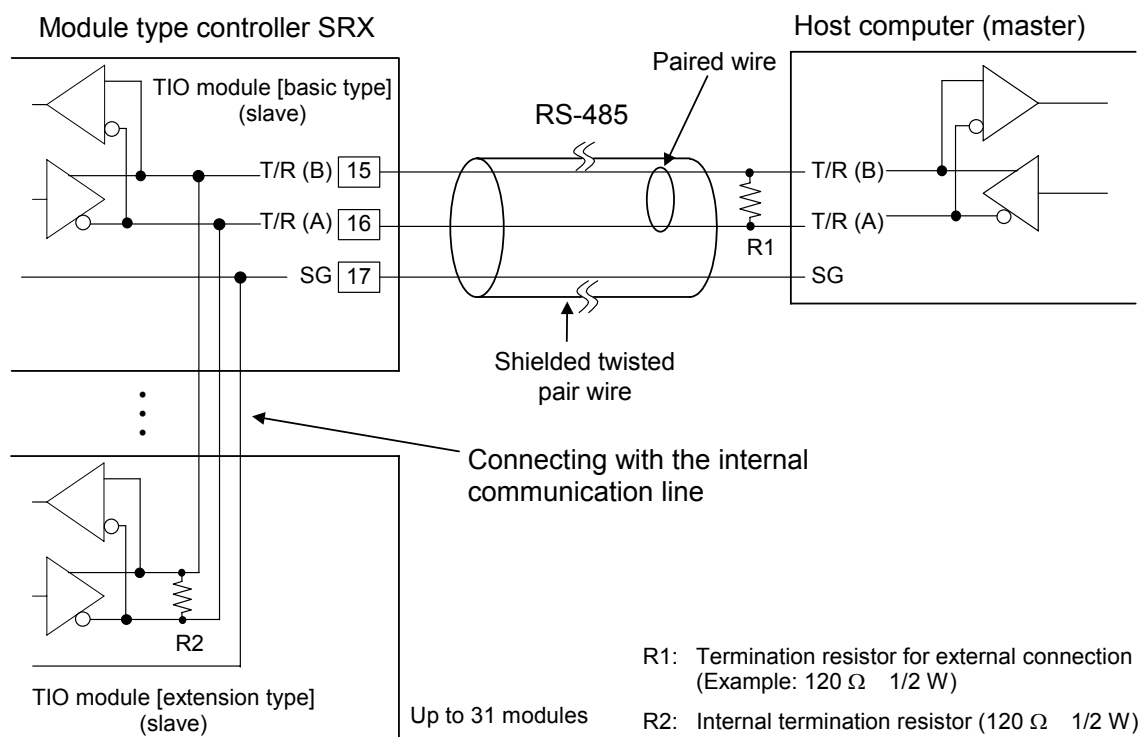 Module type controller SRX
Host computer (master)
TIO module [basic type]
(slave)
Paired wire
RS-485
T/R (B) 15
T/R (B)
T/R (A) 16
T/R (A)
R1
SG 17
SG
Shielded twisted
pair wire
Connecting with the internal
communication line
R2
TIO module [extension type]
(slave)
Up to 31 modules
R1: Termination resistor for external connection
(Example: 120 Ω 1/2 W)
R2: Internal termination resistor (120 Ω 1/2 W)